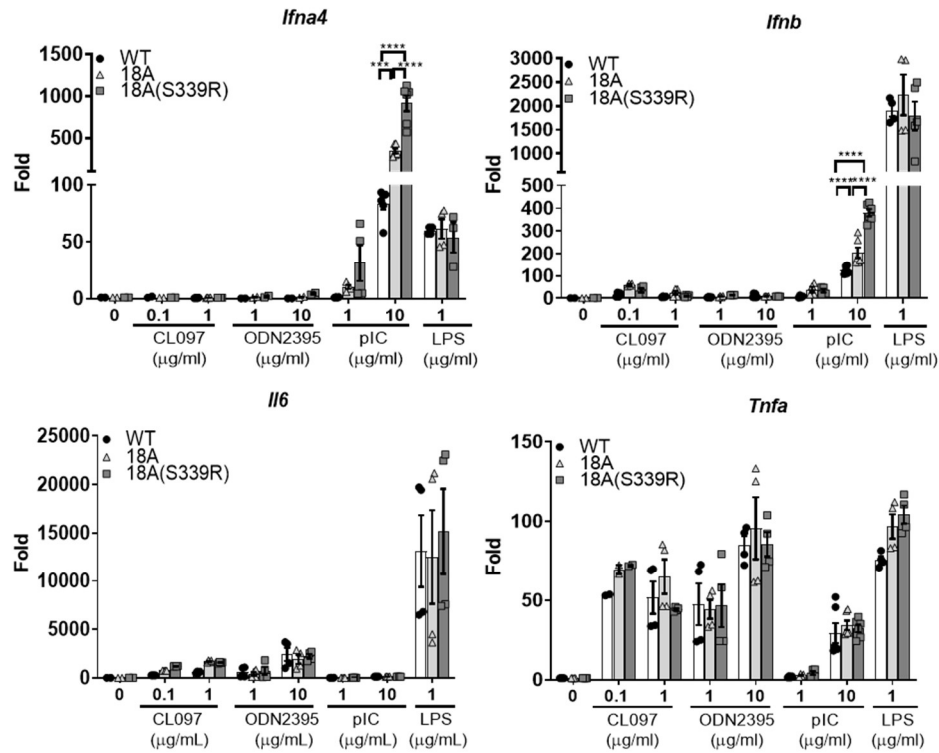 Ifna4
WT
18A
18A(S339R)
Fold
1500
1000
500
100
50
0
****
*** ****
0 0.1 1 1 10 1 10 1
CL097 ODN2395 pIC LPS
(µg/ml) (µg/ml) (µg/ml) (µg/ml)
Ifnb
WT
18A
18A(S339R)
Fold
3000
2500
2000
1500
1000
500
400
300
200
100
0
****
**** ****
0 0.1 1 1 10 1 10 1
CL097 ODN2395 pIC LPS
(µg/ml) (µg/ml) (µg/ml) (µg/ml)
Il6
WT
18A
18A(S339R)
Fold
25000
20000
15000
10000
5000
0
0 0.1 1 1 10 1 10 1
CL097 ODN2395 pIC LPS
(µg/mL) (µg/mL) (µg/mL) (µg/mL)
Tnfa
WT
18A
18A(S339R)
Fold
150
100
50
0
0 0.1 1 1 10 1 10 1
CL097 ODN2395 pIC LPS
(µg/ml) (µg/ml) (µg/ml) (µg/ml)